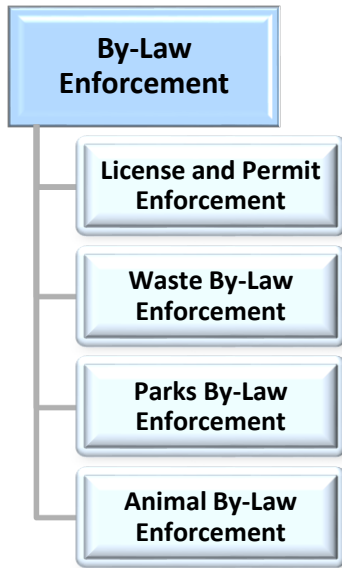 By-Law
Enforcement
License and Permit
Enforcement
Waste By-Law
Enforcement
Parks By-Law
Enforcement
Animal By-Law
Enforcement